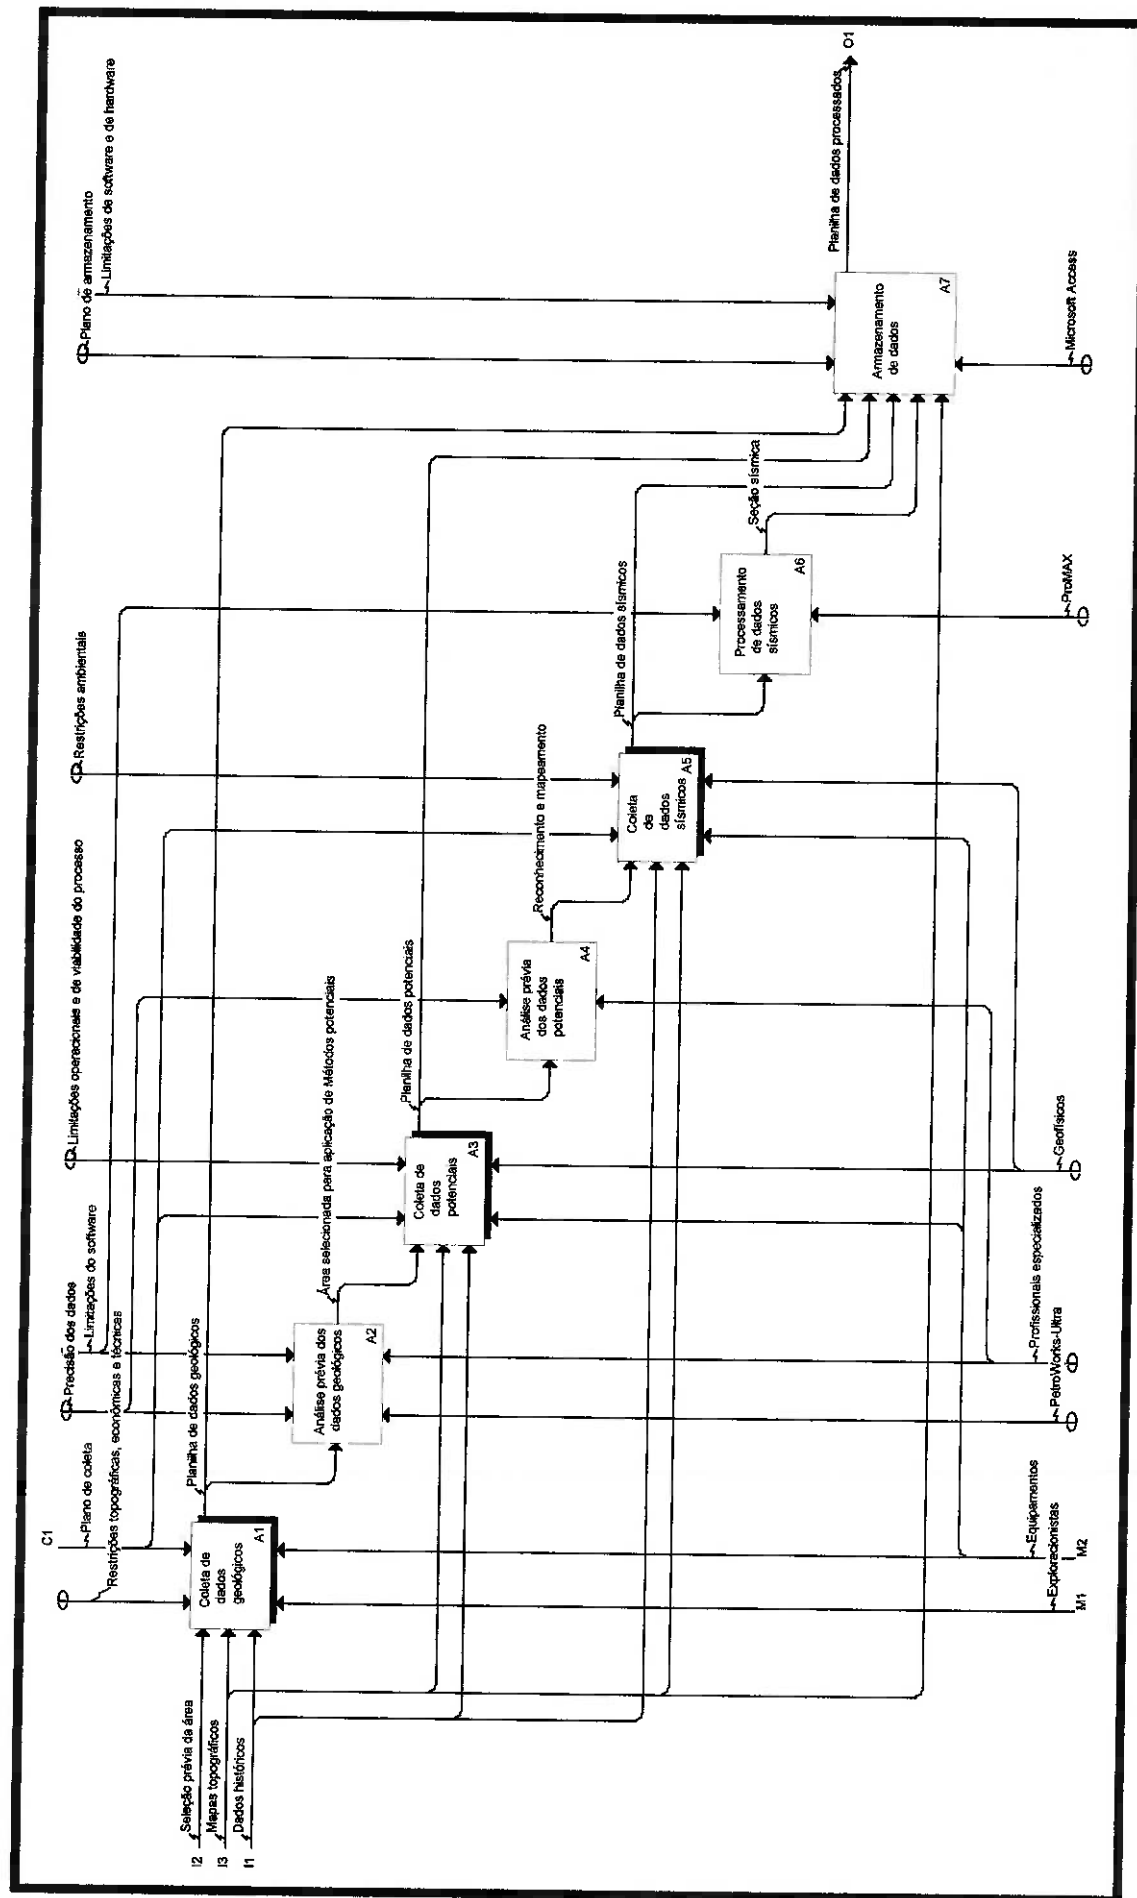 C1
Plano de coleta
Restrições topográficas, econômicas e técnicas
Precisão dos dados
Limitações do software
Limitações operacionais e de viabilidade do processo
Restrições ambientais
Plano de armazenamento
Limitações de software e de hardware
I2
Seleção prévia da área
I3
Mapas topográficos
I1
Dados históricos
Coleta de
dados
geológicos
A1
Planilha de dados geológicos
Análise prévia dos
dados geológicos
A2
Área selecionada para aplicação de Métodos potenciais
Coleta de
dados
potenciais
A3
Planilha de dados potenciais
Análise prévia
dos dados
potenciais
A4
Reconhecimento e mapeamento
Coleta
de
dados
sísmicos
A5
Planilha de dados sísmicos
Processamento
de dados
sísmicos
A6
Seção sísmica
Armazenamento
de dados
A7
Planilha de dados processados
O1
M1
Exploracionistas
M2
Equipamentos
PetroWorks-Ultra
Profissionais especializados
Geofísicos
ProMAX
Microsoft Access